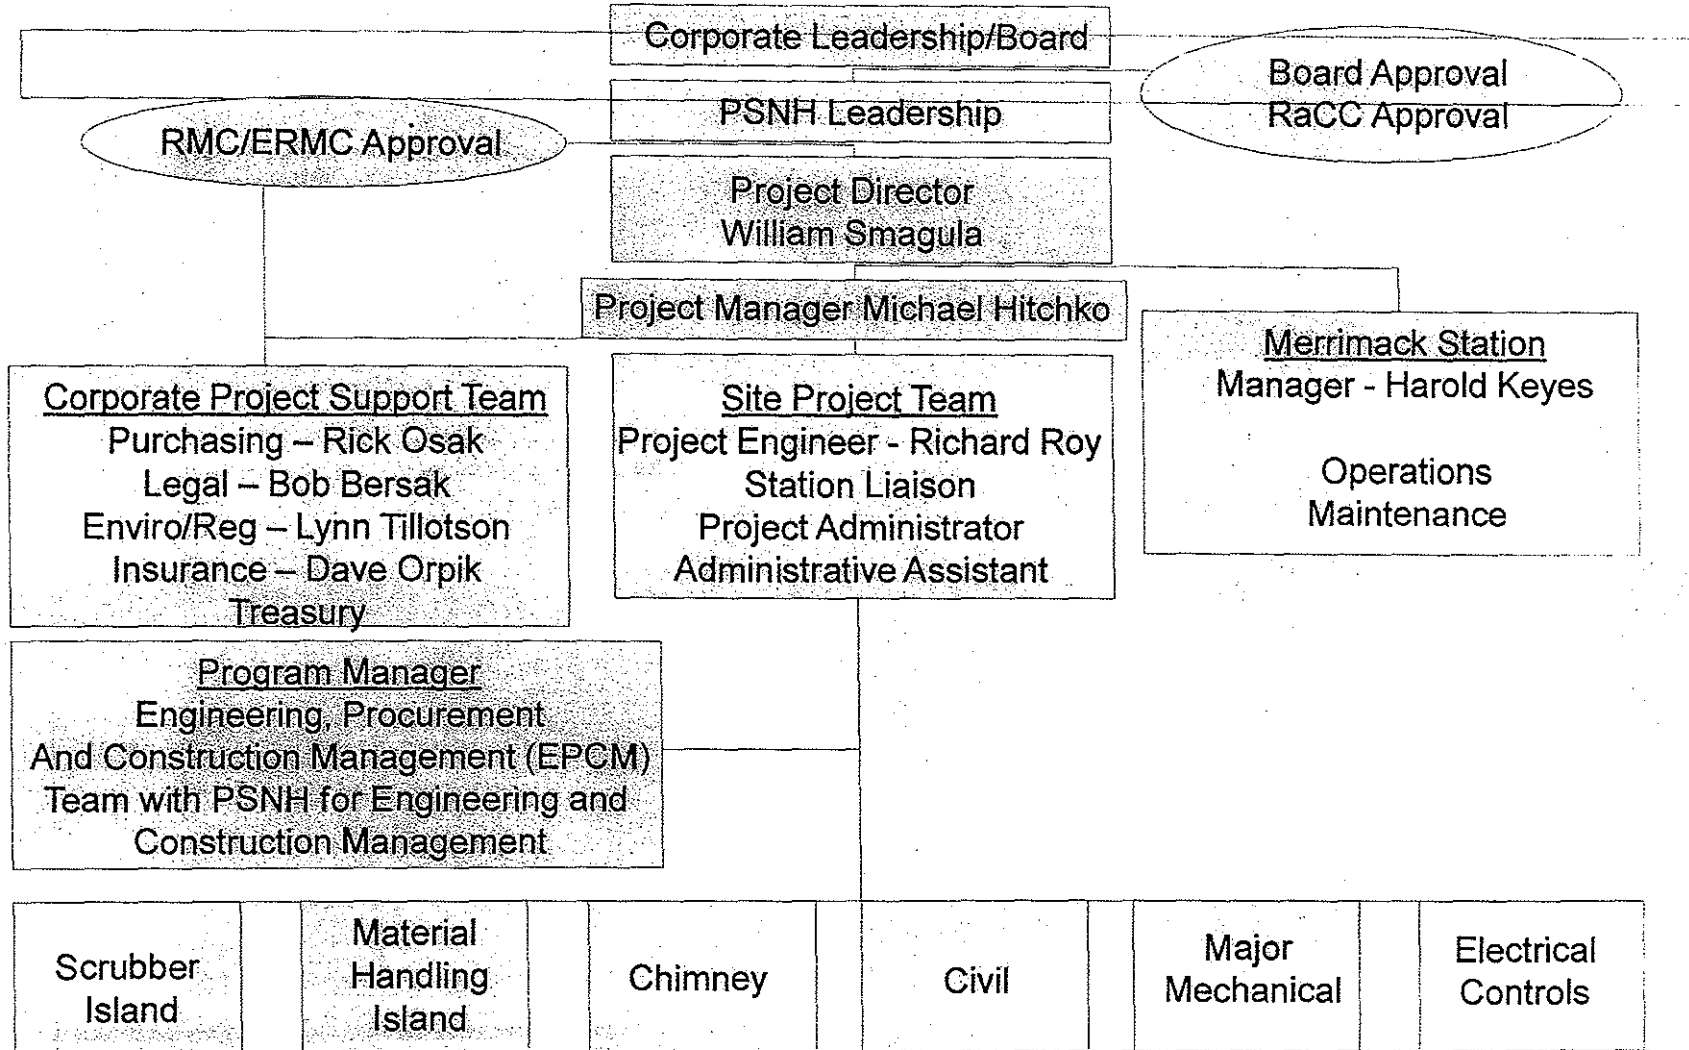 Corporate Leadership/Board
Board Approval
RaCC Approval
PSNH Leadership
RMC/ERMC Approval
Project Director
William Smagula
Project Manager Michael Hitchko
Merrimack Station
Manager - Harold Keyes
Operations
Maintenance
Corporate Project Support Team
Purchasing – Rick Osak
Legal – Bob Bersak
Enviro/Reg – Lynn Tillotson
Insurance – Dave Orpik
Treasury
Site Project Team
Project Engineer - Richard Roy
Station Liaison
Project Administrator
Administrative Assistant
Program Manager
Engineering, Procurement
And Construction Management (EPCM)
Team with PSNH for Engineering and
Construction Management
Scrubber
Island
Material
Handling
Island
Chimney
Civil
Major
Mechanical
Electrical
Controls